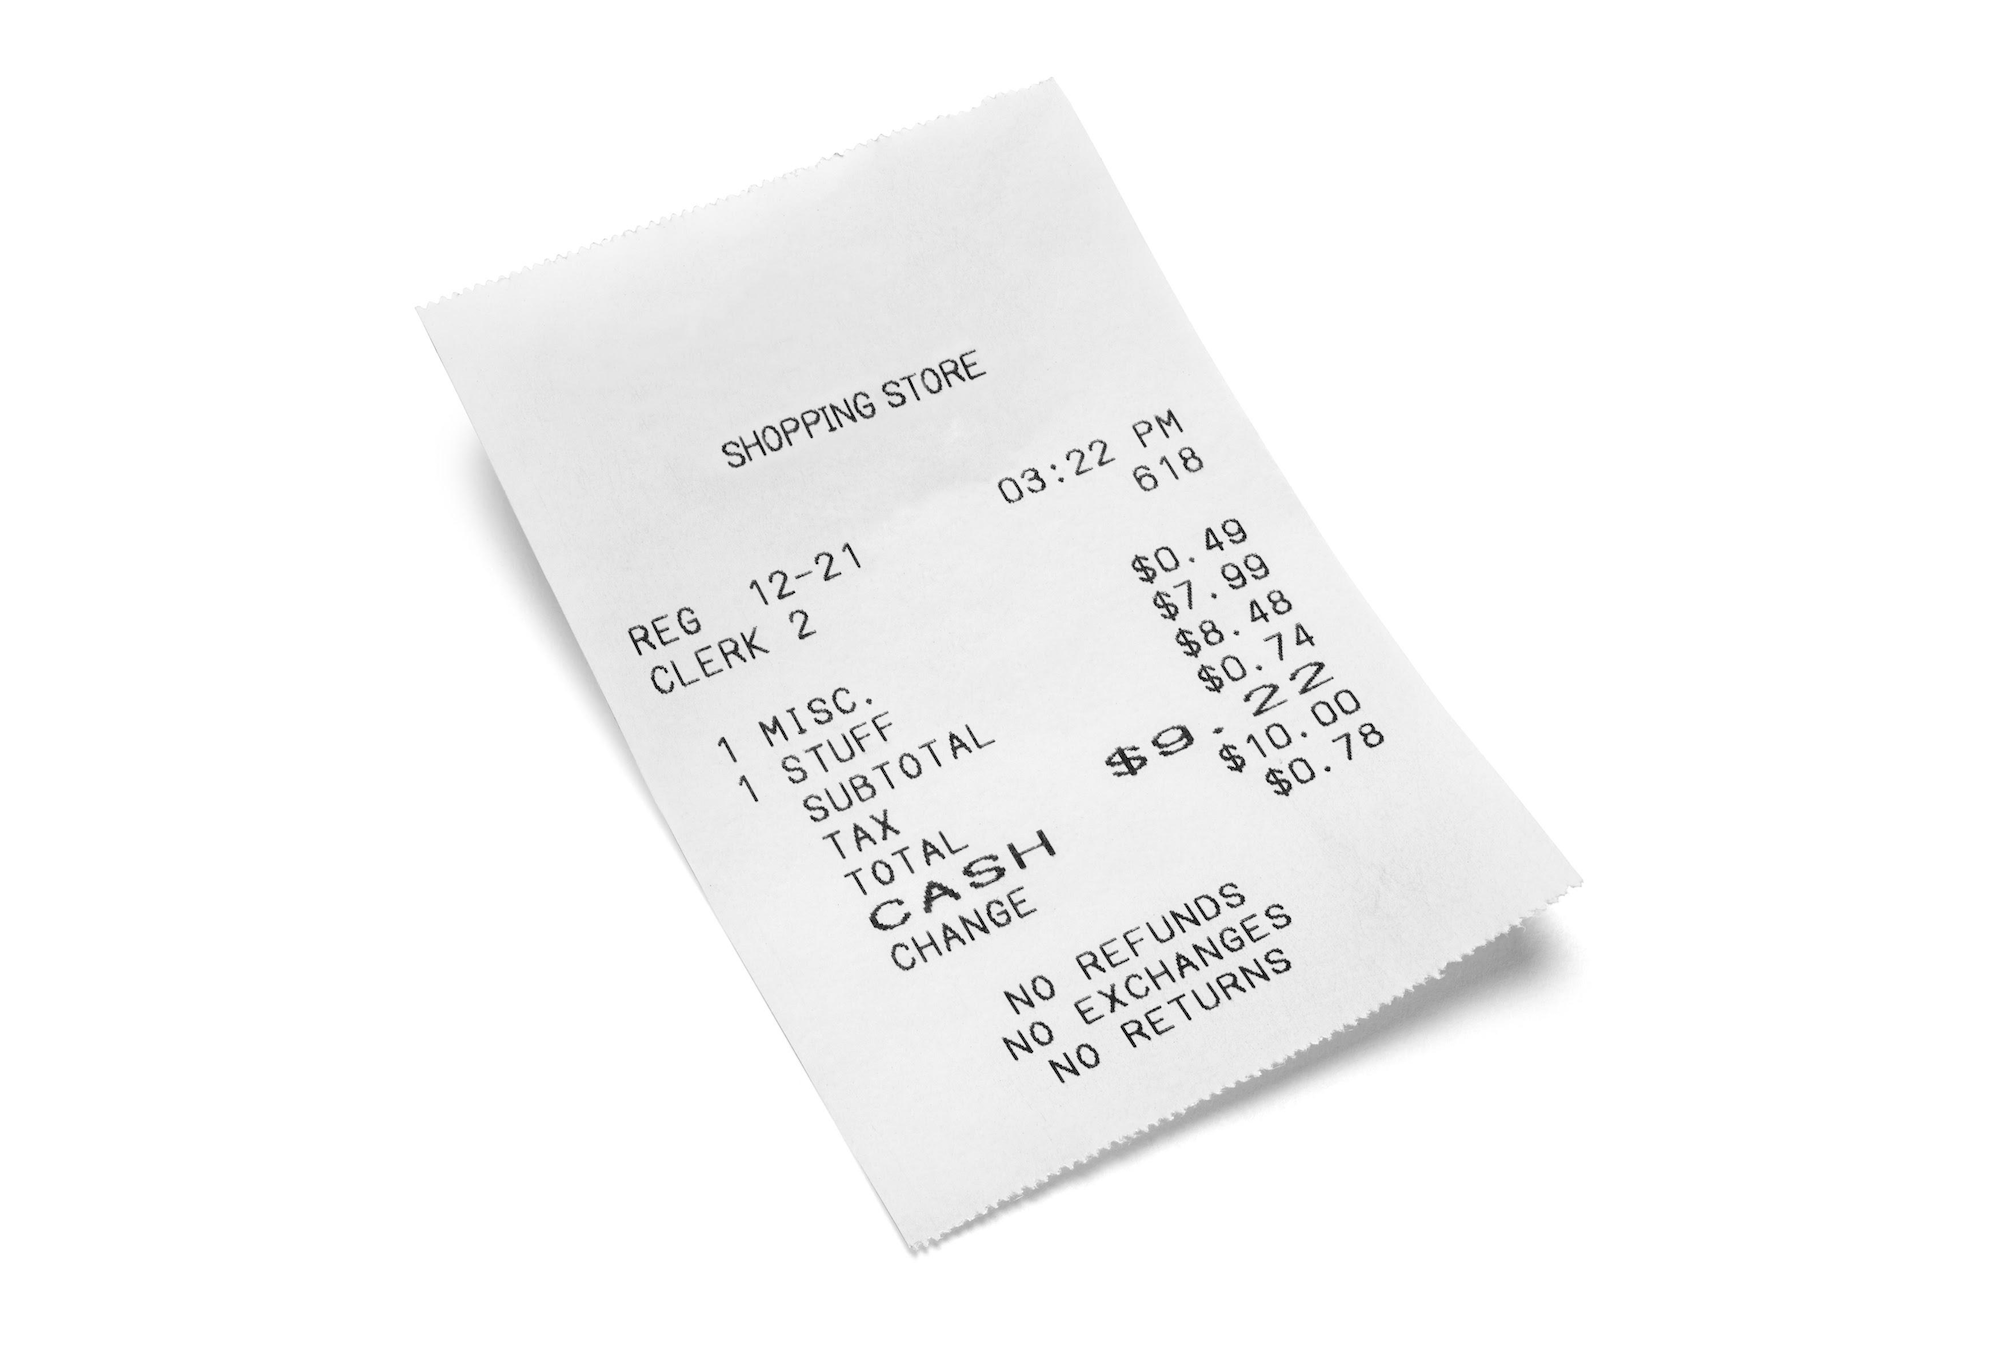 SHOPPING STORE
REG 12-21 03:22 PM
CLERK 2 618
1 MISC. $0.49
1 STUFF $7.99
SUBTOTAL $8.48
TAX $0.74
TOTAL $9.22
CASH $10.00
CHANGE $0.78
NO REFUNDS
NO EXCHANGES
NO RETURNS